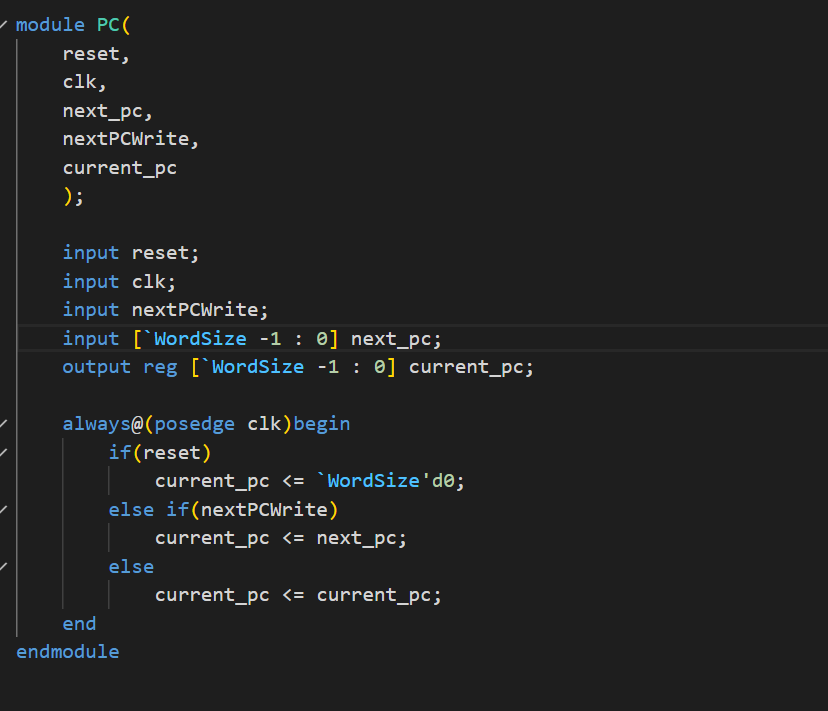 module PC(
    reset,
    clk,
    next_pc,
    nextPCWrite,
    current_pc
    );

    input reset;
    input clk;
    input nextPCWrite;
    input [`WordSize -1 : 0] next_pc;
    output reg [`WordSize -1 : 0] current_pc;

    always@(posedge clk)begin
        if(reset)
            current_pc <= `WordSize'd0;
        else if(nextPCWrite)
            current_pc <= next_pc;
        else
            current_pc <= current_pc;
    end
endmodule